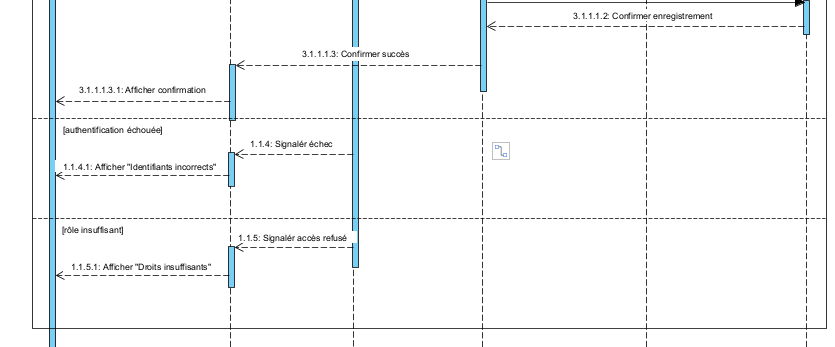 3.1.1.1.2: Confirmer enregistrement
3.1.1.1.3: Confirmer succès
3.1.1.1.3.1: Afficher confirmation
[authentification échouée]
1.1.4: Signalér échec
1.1.4.1: Afficher "Identifiants incorrects"
[rôle insuffisant]
1.1.5: Signalér accès refusé
1.1.5.1: Afficher "Droits insuffisants"